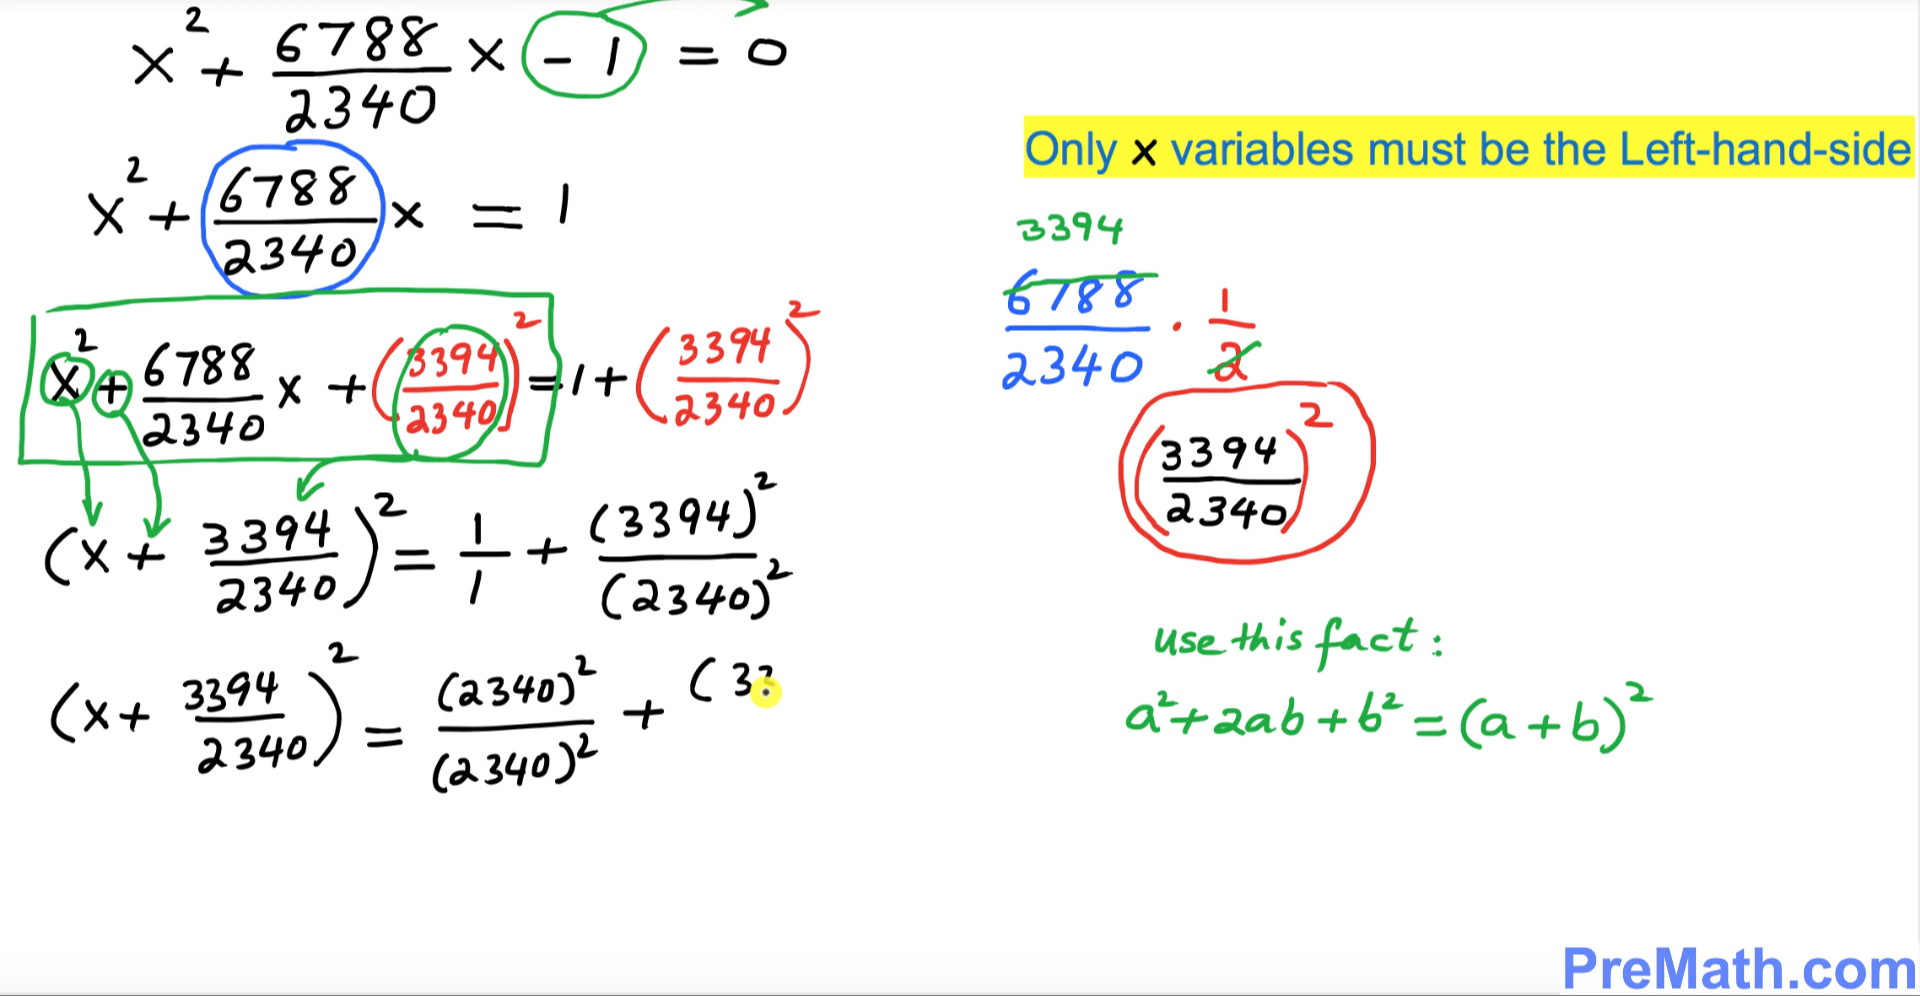 x² + 6788/2340 x - 1 = 0
x² + 6788/2340 x = 1
x² + 6788/2340 x + (3394/2340)² = 1 + (3394/2340)²
(x + 3394/2340)² = 1/1 + (3394)²/(2340)²
(x + 3394/2340)² = (2340)²/(2340)² + (33
Only x variables must be the Left-hand-side
3394
6788/2340 · 1/2
(3394/2340)²
use this fact:
a² + 2ab + b² = (a + b)²
PreMath.com